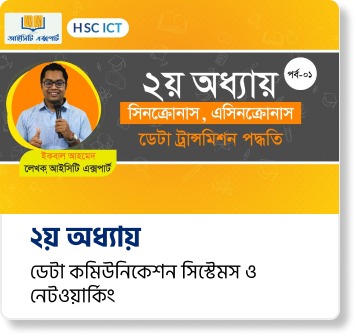 আইসিটি এক্সপার্ট
HSC ICT
২য় অধ্যায়
পর্ব-০১
সিনক্রোনাস, এসিনক্রোনাস
ডেটা ট্রান্সমিশন পদ্ধতি
ইকবাল আহমেদ
লেখক, আইসিটি এক্সপার্ট
২য় অধ্যায়
ডেটা কমিউনিকেশন সিস্টেমস ও
নেটওয়ার্কিং